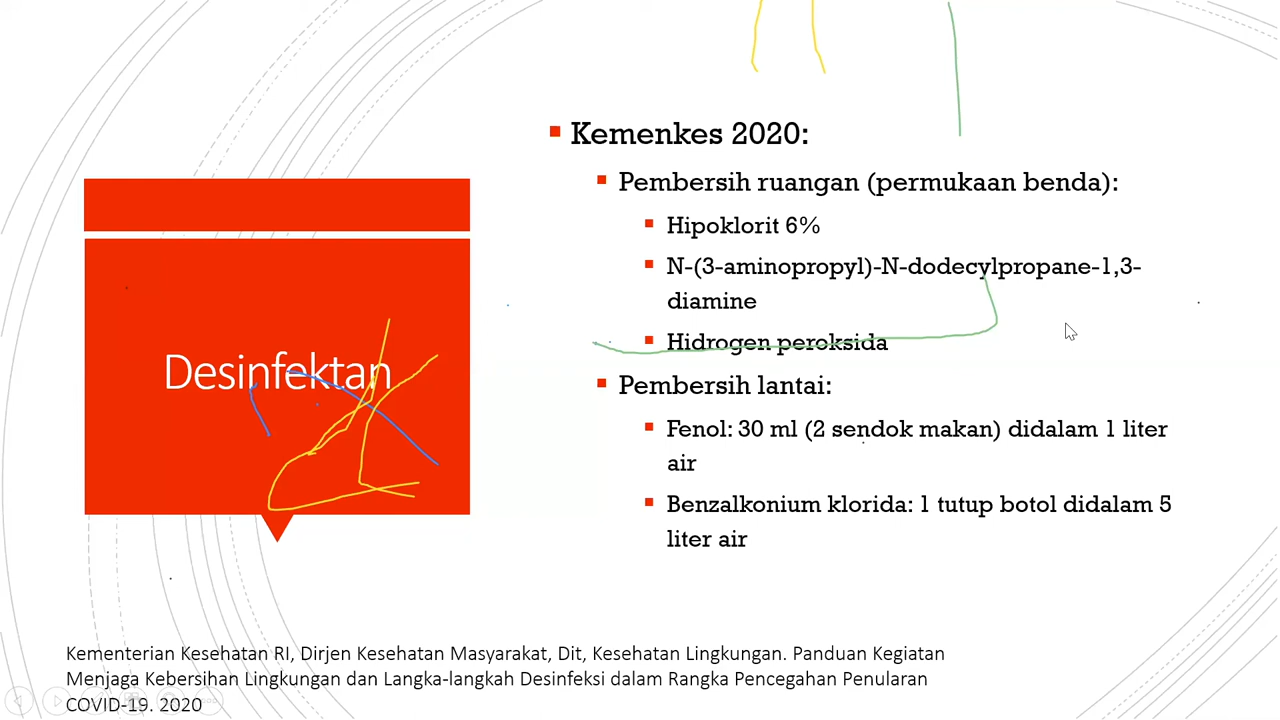 Desinfektan
Kemenkes 2020:
Pembersih ruangan (permukaan benda):
Hipoklorit 6%
N-(3-aminopropyl)-N-dodecylpropane-1,3-
diamine
Hidrogen peroksida
Pembersih lantai:
Fenol: 30 ml (2 sendok makan) didalam 1 liter
air
Benzalkonium klorida: 1 tutup botol didalam 5
liter air
Kementerian Kesehatan RI, Dirjen Kesehatan Masyarakat, Dit, Kesehatan Lingkungan. Panduan Kegiatan
Menjaga Kebersihan Lingkungan dan Langka-langkah Desinfeksi dalam Rangka Pencegahan Penularan
COVID-19. 2020